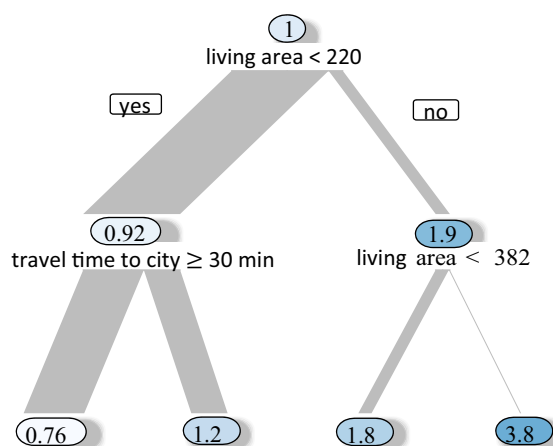 1
living area < 220
yes
no
0.92
1.9
travel time to city ≥ 30 min
living area < 382
0.76
1.2
1.8
3.8